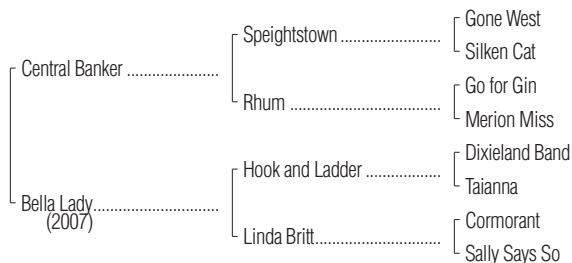 Gone West
Speightstown
Silken Cat
Central Banker
Go for Gin
Rhum
Merion Miss
Dixieland Band
Hook and Ladder
Taianna
Bella Lady
(2007)
Cormorant
Linda Britt
Sally Says So